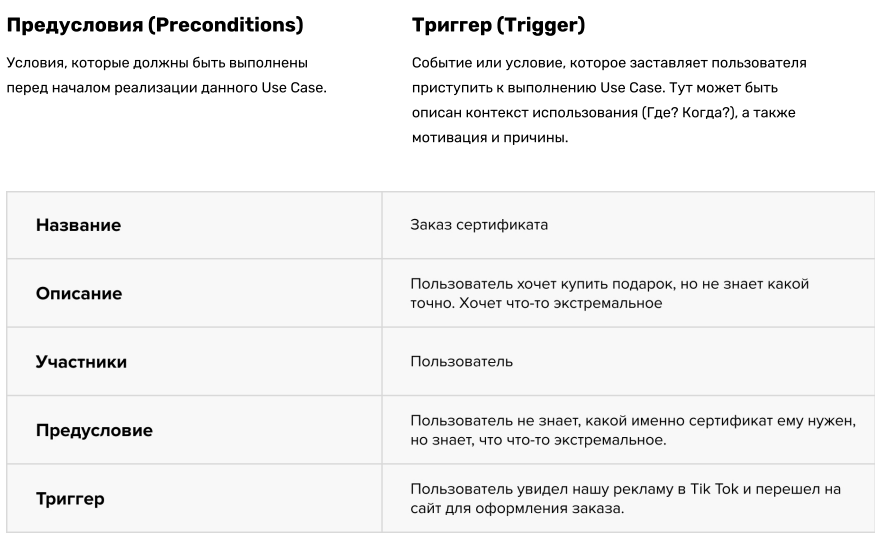 Предусловия (Preconditions)
Условия, которые должны быть выполнены
перед началом реализации данного Use Case.
Триггер (Trigger)
Событие или условие, которое заставляет пользователя
приступить к выполнению Use Case. Тут может быть
описан контекст использования (Где? Когда?), а также
мотивация и причины.
Название
Заказ сертификата
Описание
Пользователь хочет купить подарок, но не знает какой
точно. Хочет что-то экстремальное
Участники
Пользователь
Предусловие
Пользователь не знает, какой именно сертификат ему нужен,
но знает, что что-то экстремальное.
Триггер
Пользователь увидел нашу рекламу в Tik Tok и перешел на
сайт для оформления заказа.